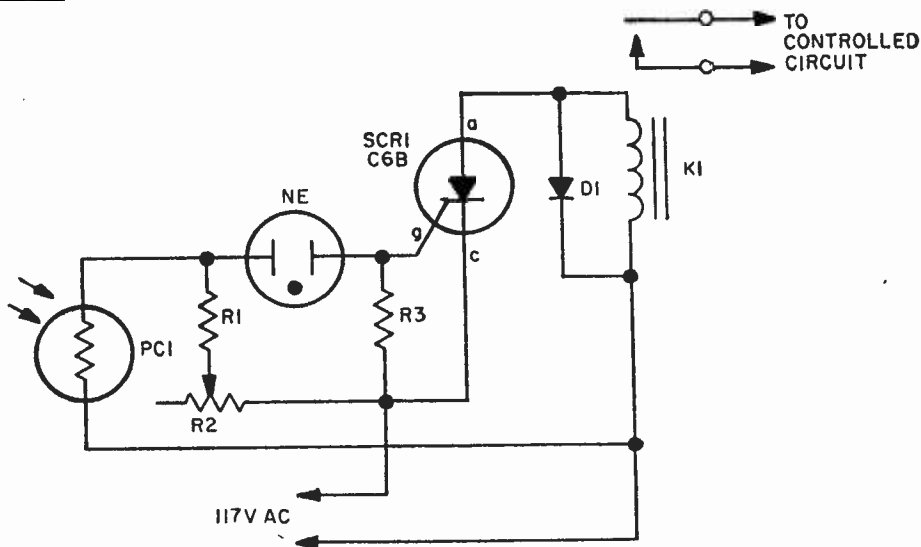 TO
CONTROLLED
CIRCUIT
a
SCR1
C6B
D1
K1
NE
g
c
R1
R3
PC1
R2
117V AC